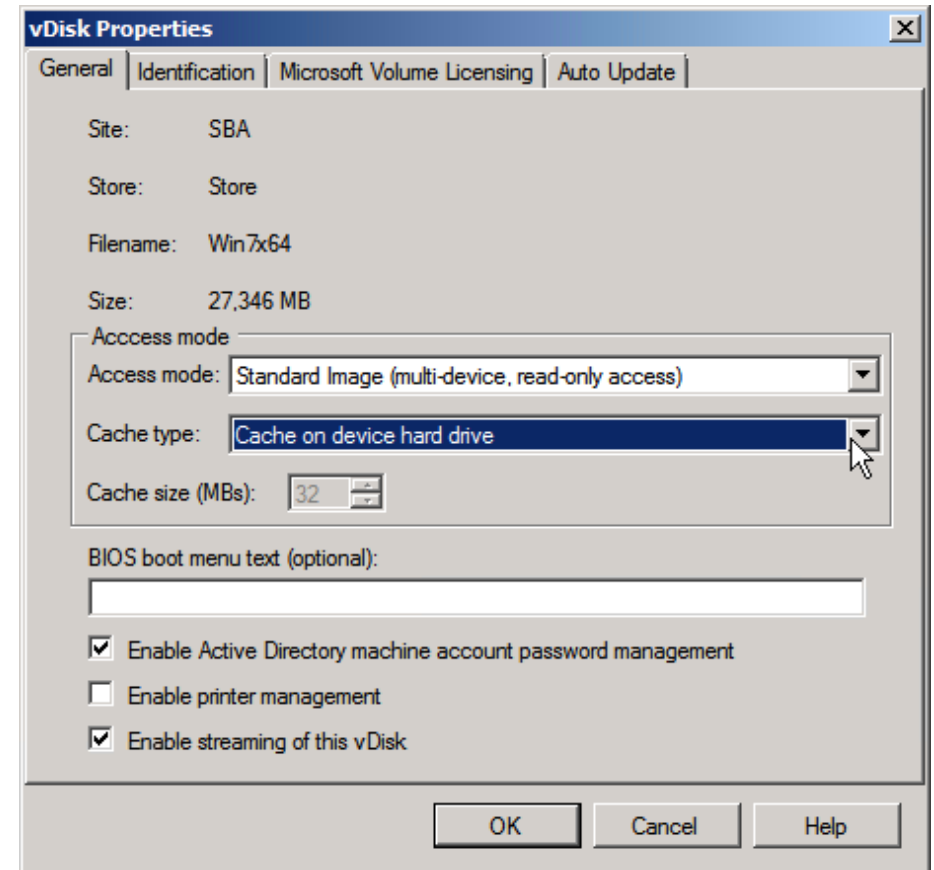 vDisk Properties
General Identification Microsoft Volume Licensing Auto Update
Site: SBA
Store: Store
Filename: Win7x64
Size: 27,346 MB
Acccess mode
Access mode: Standard Image (multi-device, read-only access)
Cache type: Cache on device hard drive
Cache size (MBs): 32
BIOS boot menu text (optional):
Enable Active Directory machine account password management
Enable printer management
Enable streaming of this vDisk
OK Cancel Help